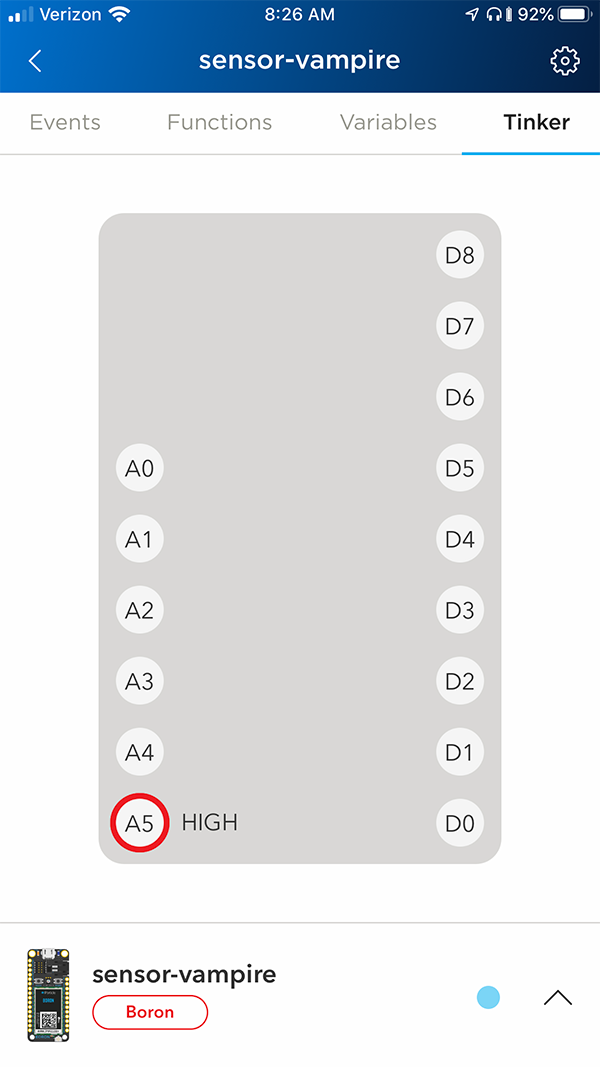 Verizon 8:26 AM 92%
sensor-vampire
Events Functions Variables Tinker
D8
D7
D6
A0 D5
A1 D4
A2 D3
A3 D2
A4 D1
A5 HIGH D0
sensor-vampire
Boron